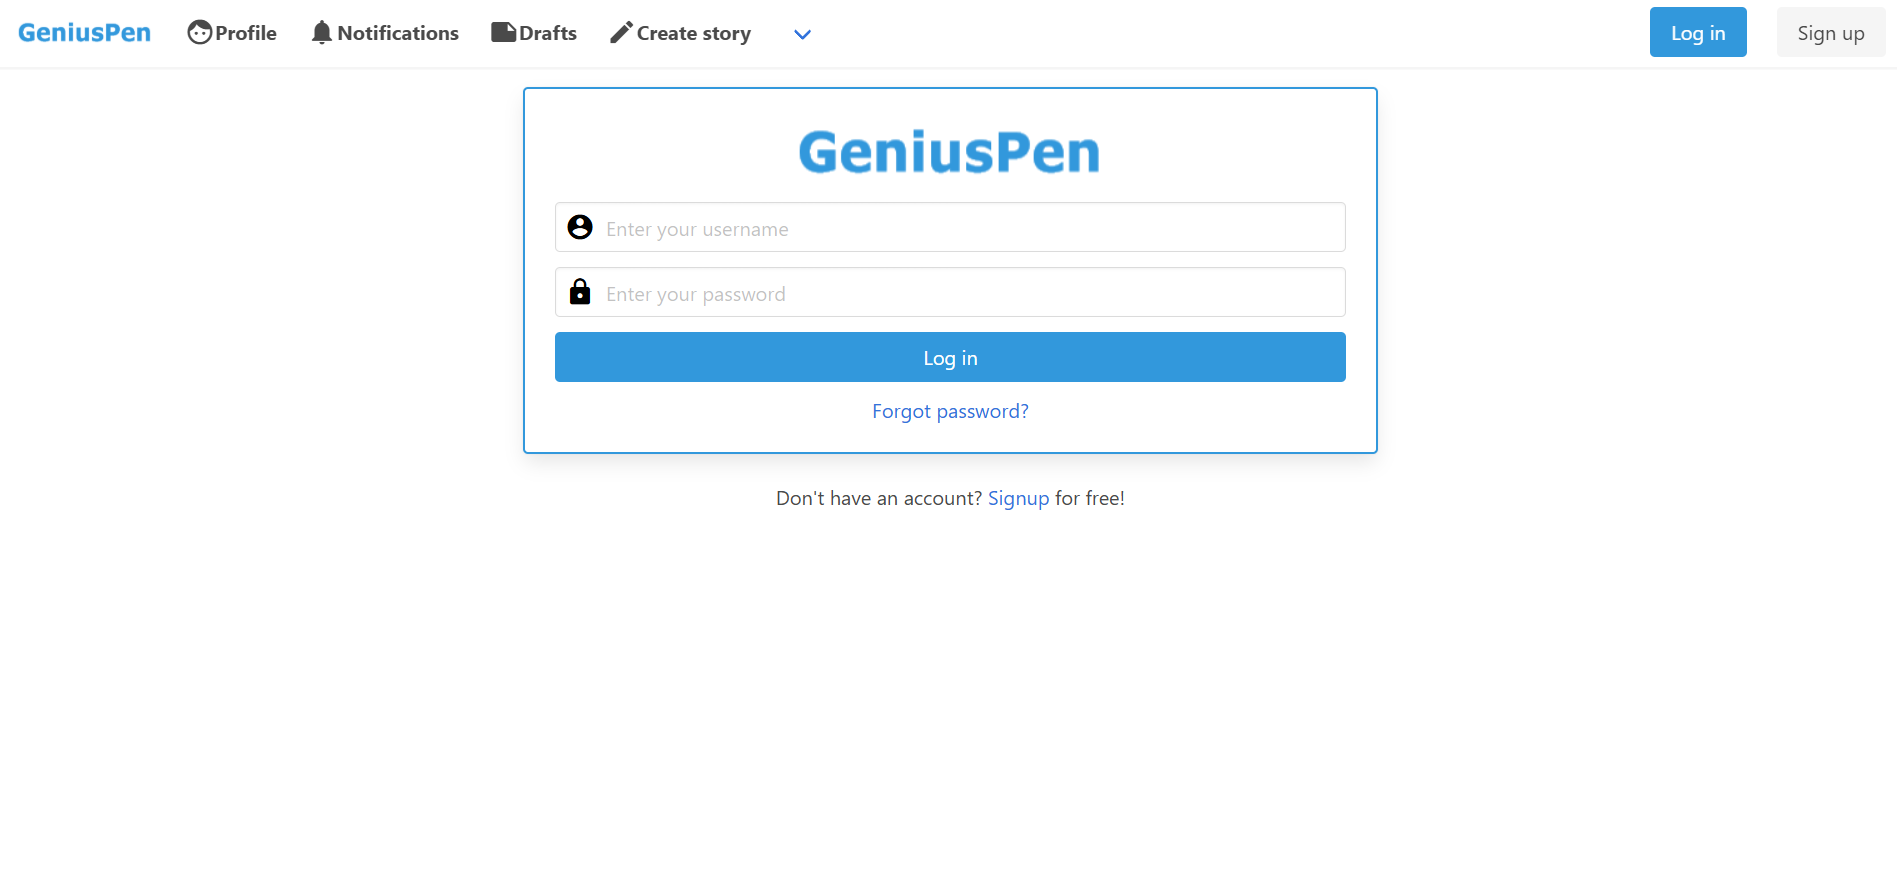 GeniusPen Profile Notifications Drafts Create story Log in Sign up
GeniusPen
Enter your username
Enter your password
Log in
Forgot password?
Don't have an account? Signup for free!